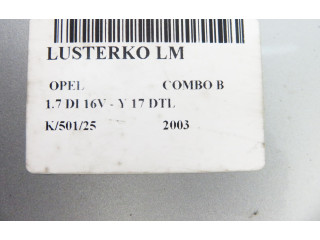 LUSTERKO LM
OPEL COMBO B
1.7 DI 16V - Y 17 DTL
K/501/25 2003